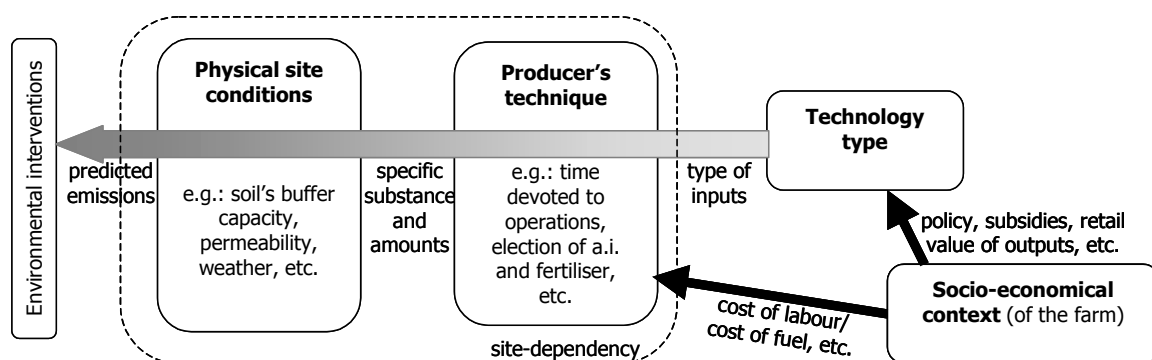 Environmental interventions
predicted
emissions
Physical site
conditions
e.g.: soil's buffer
capacity,
permeability,
weather, etc.
specific
substance
and
amounts
Producer's
technique
e.g.: time
devoted to
operations,
election of a.i.
and fertiliser,
etc.
type of
inputs
Technology
type
policy, subsidies, retail
value of outputs, etc.
Socio-economical
context (of the farm)
cost of labour/
cost of fuel, etc.
site-dependency